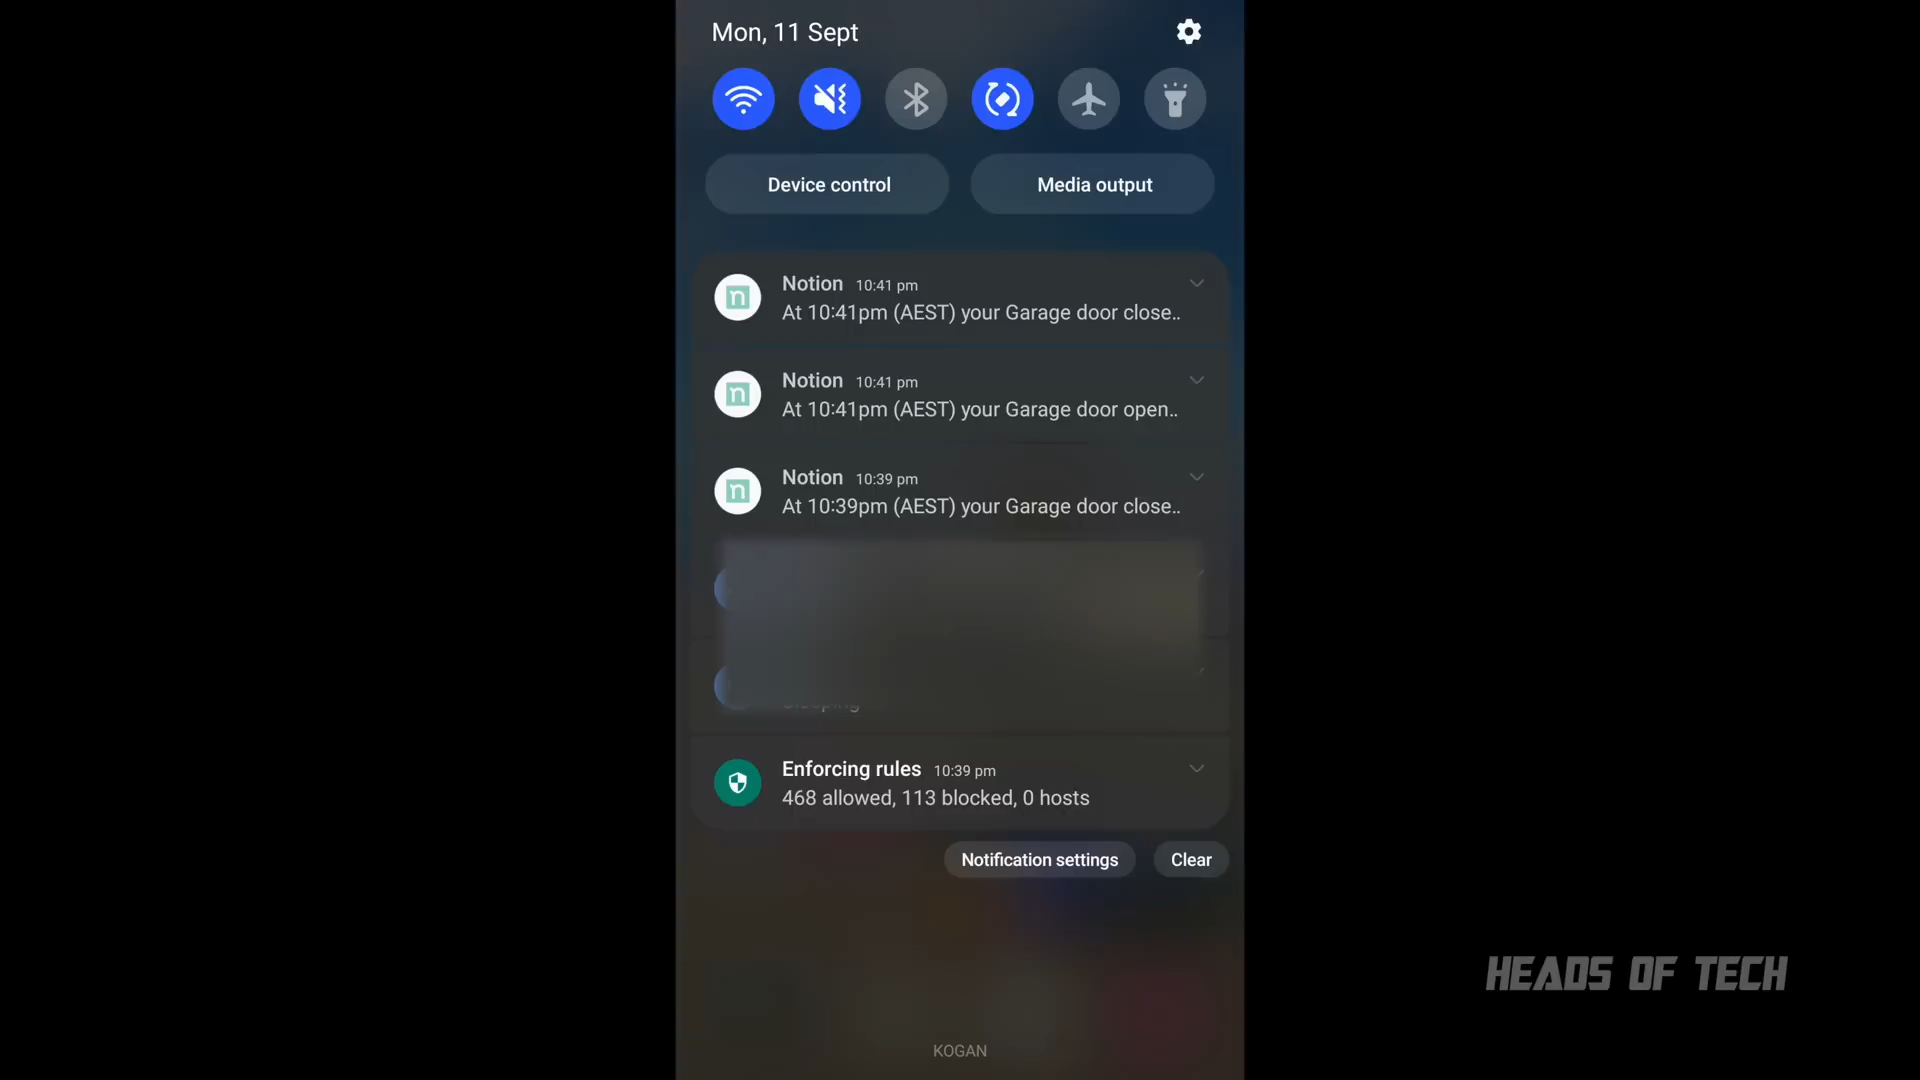 Mon, 11 Sept
Device control
Media output
Notion 10:41 pm
At 10:41pm (AEST) your Garage door close..
Notion 10:41 pm
At 10:41pm (AEST) your Garage door open..
Notion 10:39 pm
At 10:39pm (AEST) your Garage door close..
Enforcing rules 10:39 pm
468 allowed, 113 blocked, 0 hosts
Notification settings
Clear
HEADS OF TECH
KOGAN